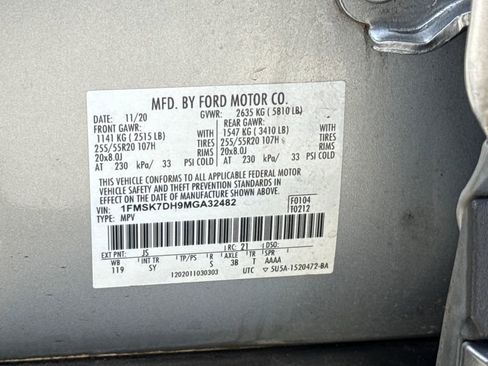 MFD. BY FORD MOTOR CO.
DATE: 11/20 GVWR: 2635 KG ( 5810 LB)
FRONT GAWR: REAR GAWR:
1141 KG ( 2515 LB) WITH 1547 KG ( 3410 LB) WITH
255/55R20 107H TIRES 255/55R20 107H TIRES
20x8.0J RIMS 20x8.0J RIMS
AT 230 kPa/ 33 PSI COLD AT 230 kPa/ 33 PSI COLD
THIS VEHICLE CONFORMS TO ALL APPLICABLE FEDERAL MOTOR
VEHICLE SAFETY AND BUMPER STANDARDS AND THEFT PREVENTION
STANDARDS IN EFFECT ON THE DATE OF MANUFACTURE SHOWN ABOVE.
VIN: 1FMSK7DH9MGA32482 F0104
TYPE: MPV F0212
EXT PNT: JS RC: 21 DSO:
WB INT TR TP/PS R AXLE TR SPR
119 SY S 3B T AAAA
1202011030303 UTC ▽ 5U5A-1520472-BA